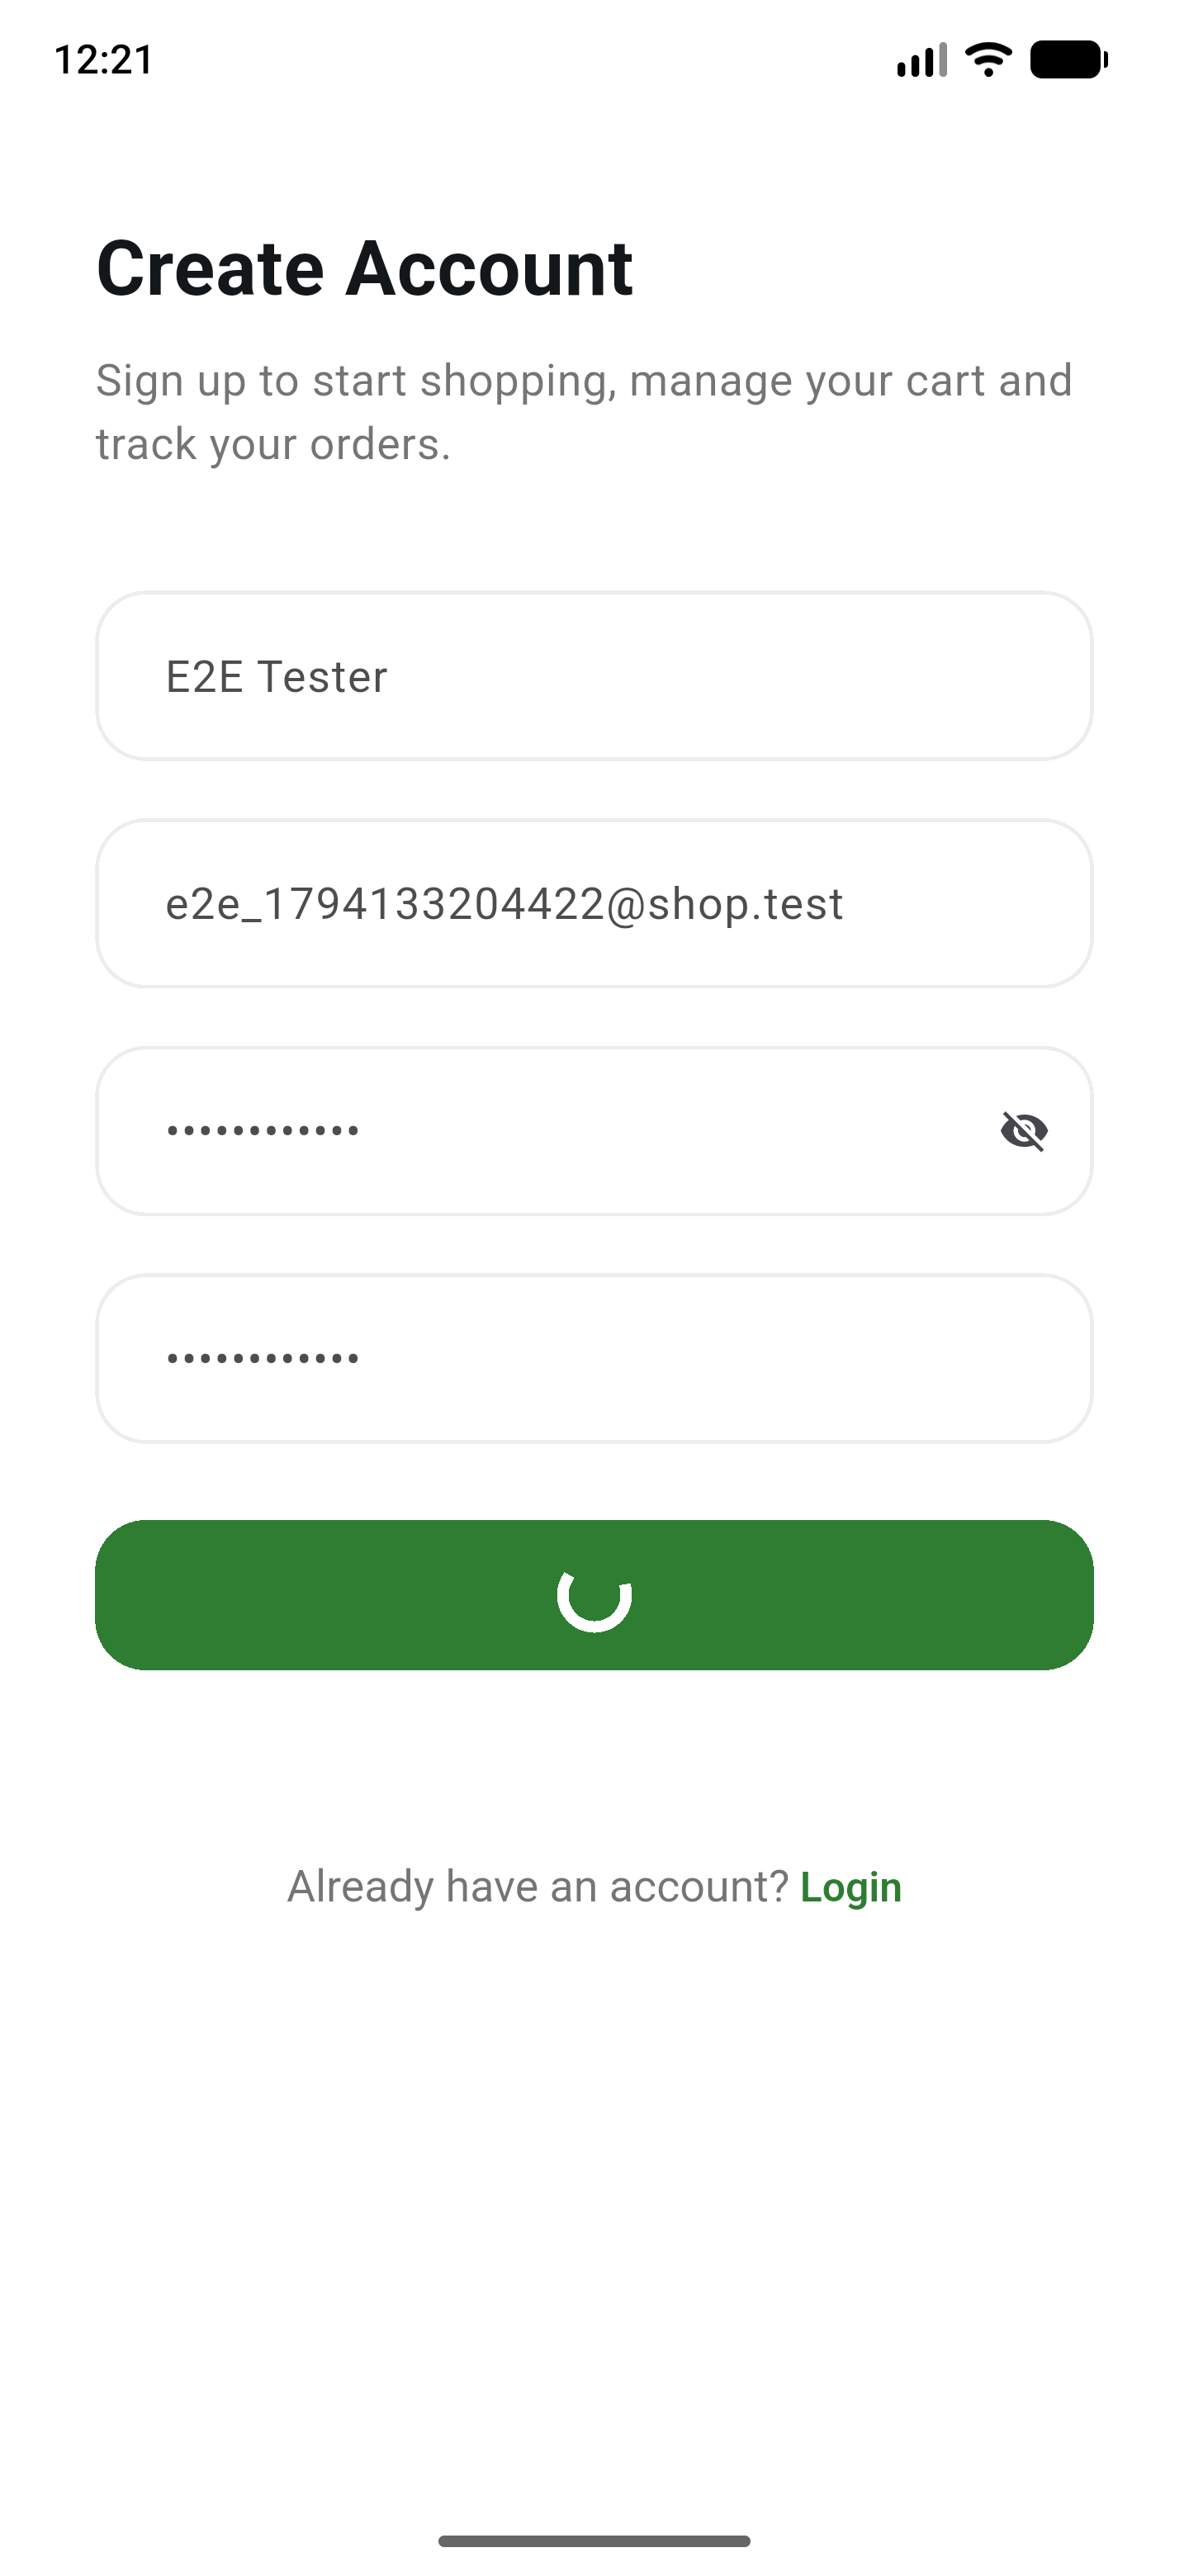 12:21
Create Account
Sign up to start shopping, manage your cart and
track your orders.
E2E Tester
e2e_1794133204422@shop.test
••••••••••••
••••••••••••
Already have an account? Login